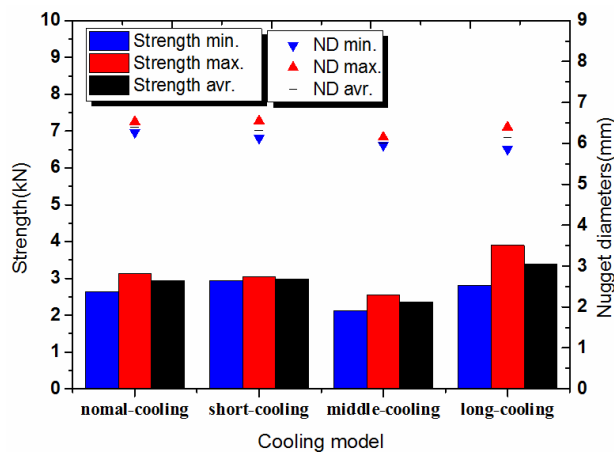 Strength min.
Strength max.
Strength avr.
ND min.
ND max.
ND avr.
10
9
8
7
6
5
4
3
2
1
0
Strength(kN)
9
8
7
6
5
4
3
2
1
0
Nugget diameters(mm)
nomal-cooling short-cooling middle-cooling long-cooling
Cooling model